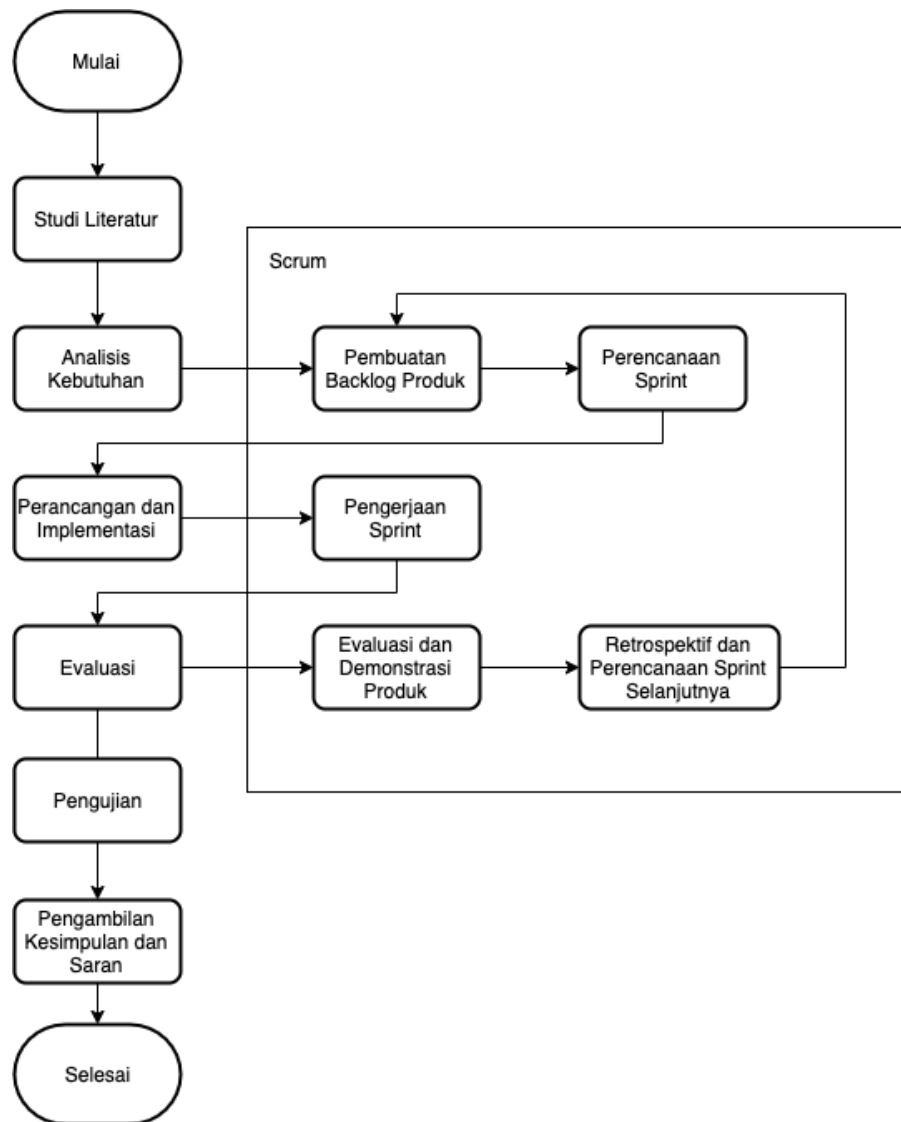 Mulai
Studi Literatur
Scrum
Analisis
Kebutuhan
Pembuatan
Backlog Produk
Perencanaan
Sprint
Perancangan dan
Implementasi
Pengerjaan
Sprint
Evaluasi
Evaluasi dan
Demonstrasi
Produk
Retrospektif dan
Perencanaan Sprint
Selanjutnya
Pengujian
Pengambilan
Kesimpulan dan
Saran
Selesai